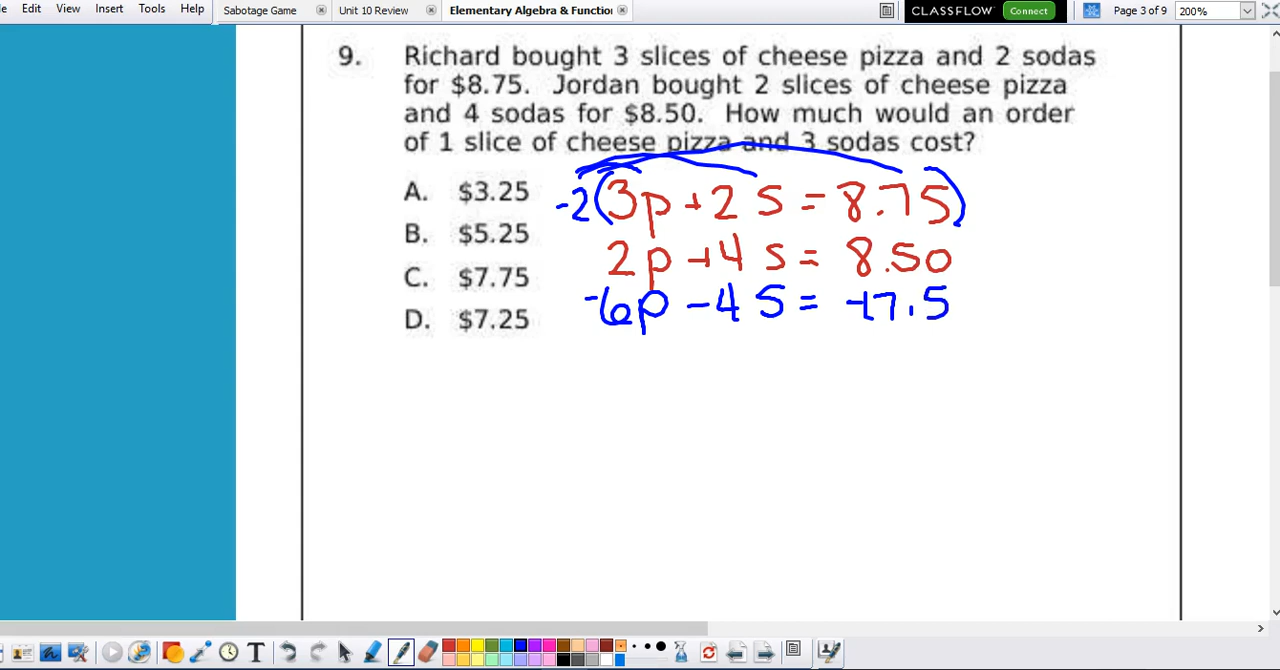 Edit View Insert Tools Help
Sabotage Game Unit 10 Review Elementary Algebra & Functio
CLASSFLOW Connect Page 3 of 9 200%
9. Richard bought 3 slices of cheese pizza and 2 sodas
for $8.75. Jordan bought 2 slices of cheese pizza
and 4 sodas for $8.50. How much would an order
of 1 slice of cheese pizza and 3 sodas cost?
A. $3.25
B. $5.25
C. $7.75
D. $7.25
-2(3p+2s=8.75)
2p+4s=8.50
-6p-4s=-17.5
T